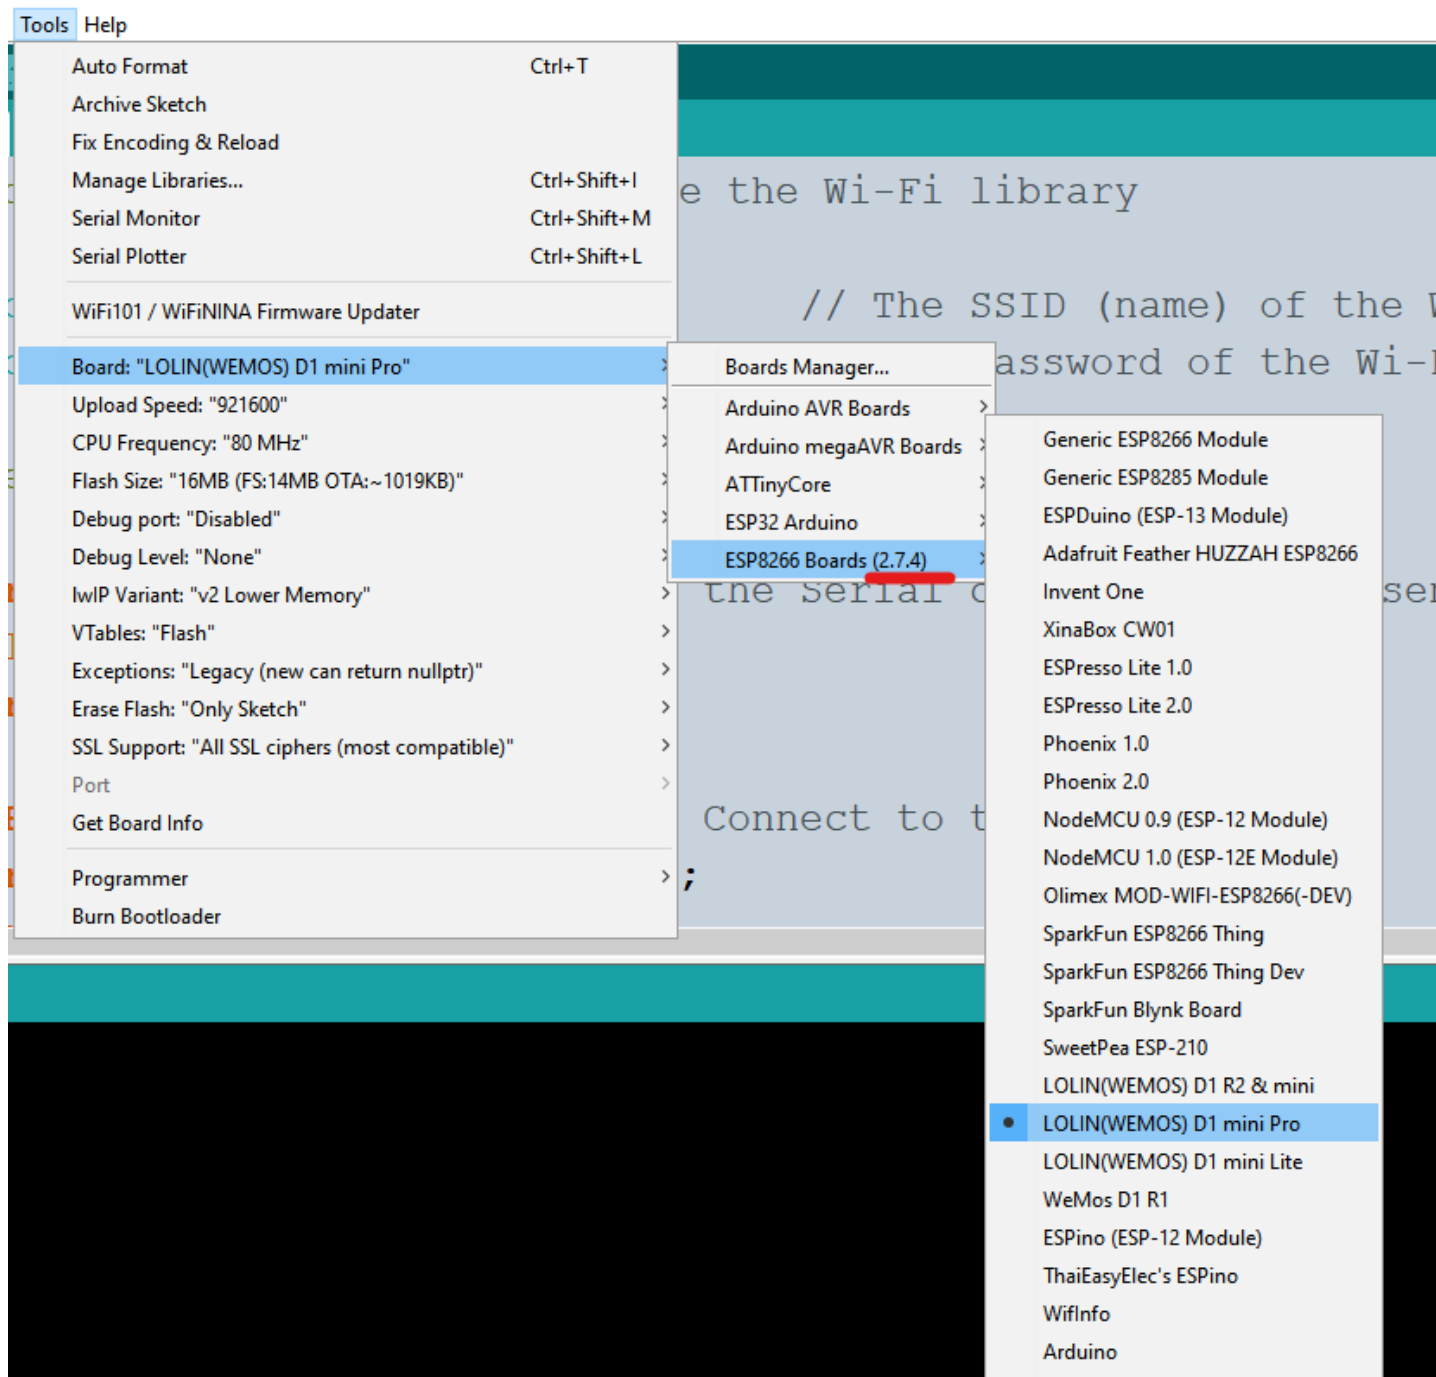 Tools Help
Auto Format Ctrl+T
Archive Sketch
Fix Encoding & Reload
Manage Libraries... Ctrl+Shift+I
Serial Monitor Ctrl+Shift+M
Serial Plotter Ctrl+Shift+L
WiFi101 / WiFiNINA Firmware Updater
Board: "LOLIN(WEMOS) D1 mini Pro"
Upload Speed: "921600"
CPU Frequency: "80 MHz"
Flash Size: "16MB (FS:14MB OTA:~1019KB)"
Debug port: "Disabled"
Debug Level: "None"
IwIP Variant: "v2 Lower Memory"
VTables: "Flash"
Exceptions: "Legacy (new can return nullptr)"
Erase Flash: "Only Sketch"
SSL Support: "All SSL ciphers (most compatible)"
Port
Get Board Info
Programmer
Burn Bootloader
e the Wi-Fi library
// The SSID (name) of the W
assword of the Wi-F
the Serial
Connect to t
;
Boards Manager...
Arduino AVR Boards
Arduino megaAVR Boards
ATTinyCore
ESP32 Arduino
ESP8266 Boards (2.7.4)
Generic ESP8266 Module
Generic ESP8285 Module
ESPDuino (ESP-13 Module)
Adafruit Feather HUZZAH ESP8266
Invent One
XinaBox CW01
ESPresso Lite 1.0
ESPresso Lite 2.0
Phoenix 1.0
Phoenix 2.0
NodeMCU 0.9 (ESP-12 Module)
NodeMCU 1.0 (ESP-12E Module)
Olimex MOD-WIFI-ESP8266(-DEV)
SparkFun ESP8266 Thing
SparkFun ESP8266 Thing Dev
SparkFun Blynk Board
SweetPea ESP-210
LOLIN(WEMOS) D1 R2 & mini
LOLIN(WEMOS) D1 mini Pro
LOLIN(WEMOS) D1 mini Lite
WeMos D1 R1
ESPino (ESP-12 Module)
ThaiEasyElec's ESPino
WifInfo
Arduino